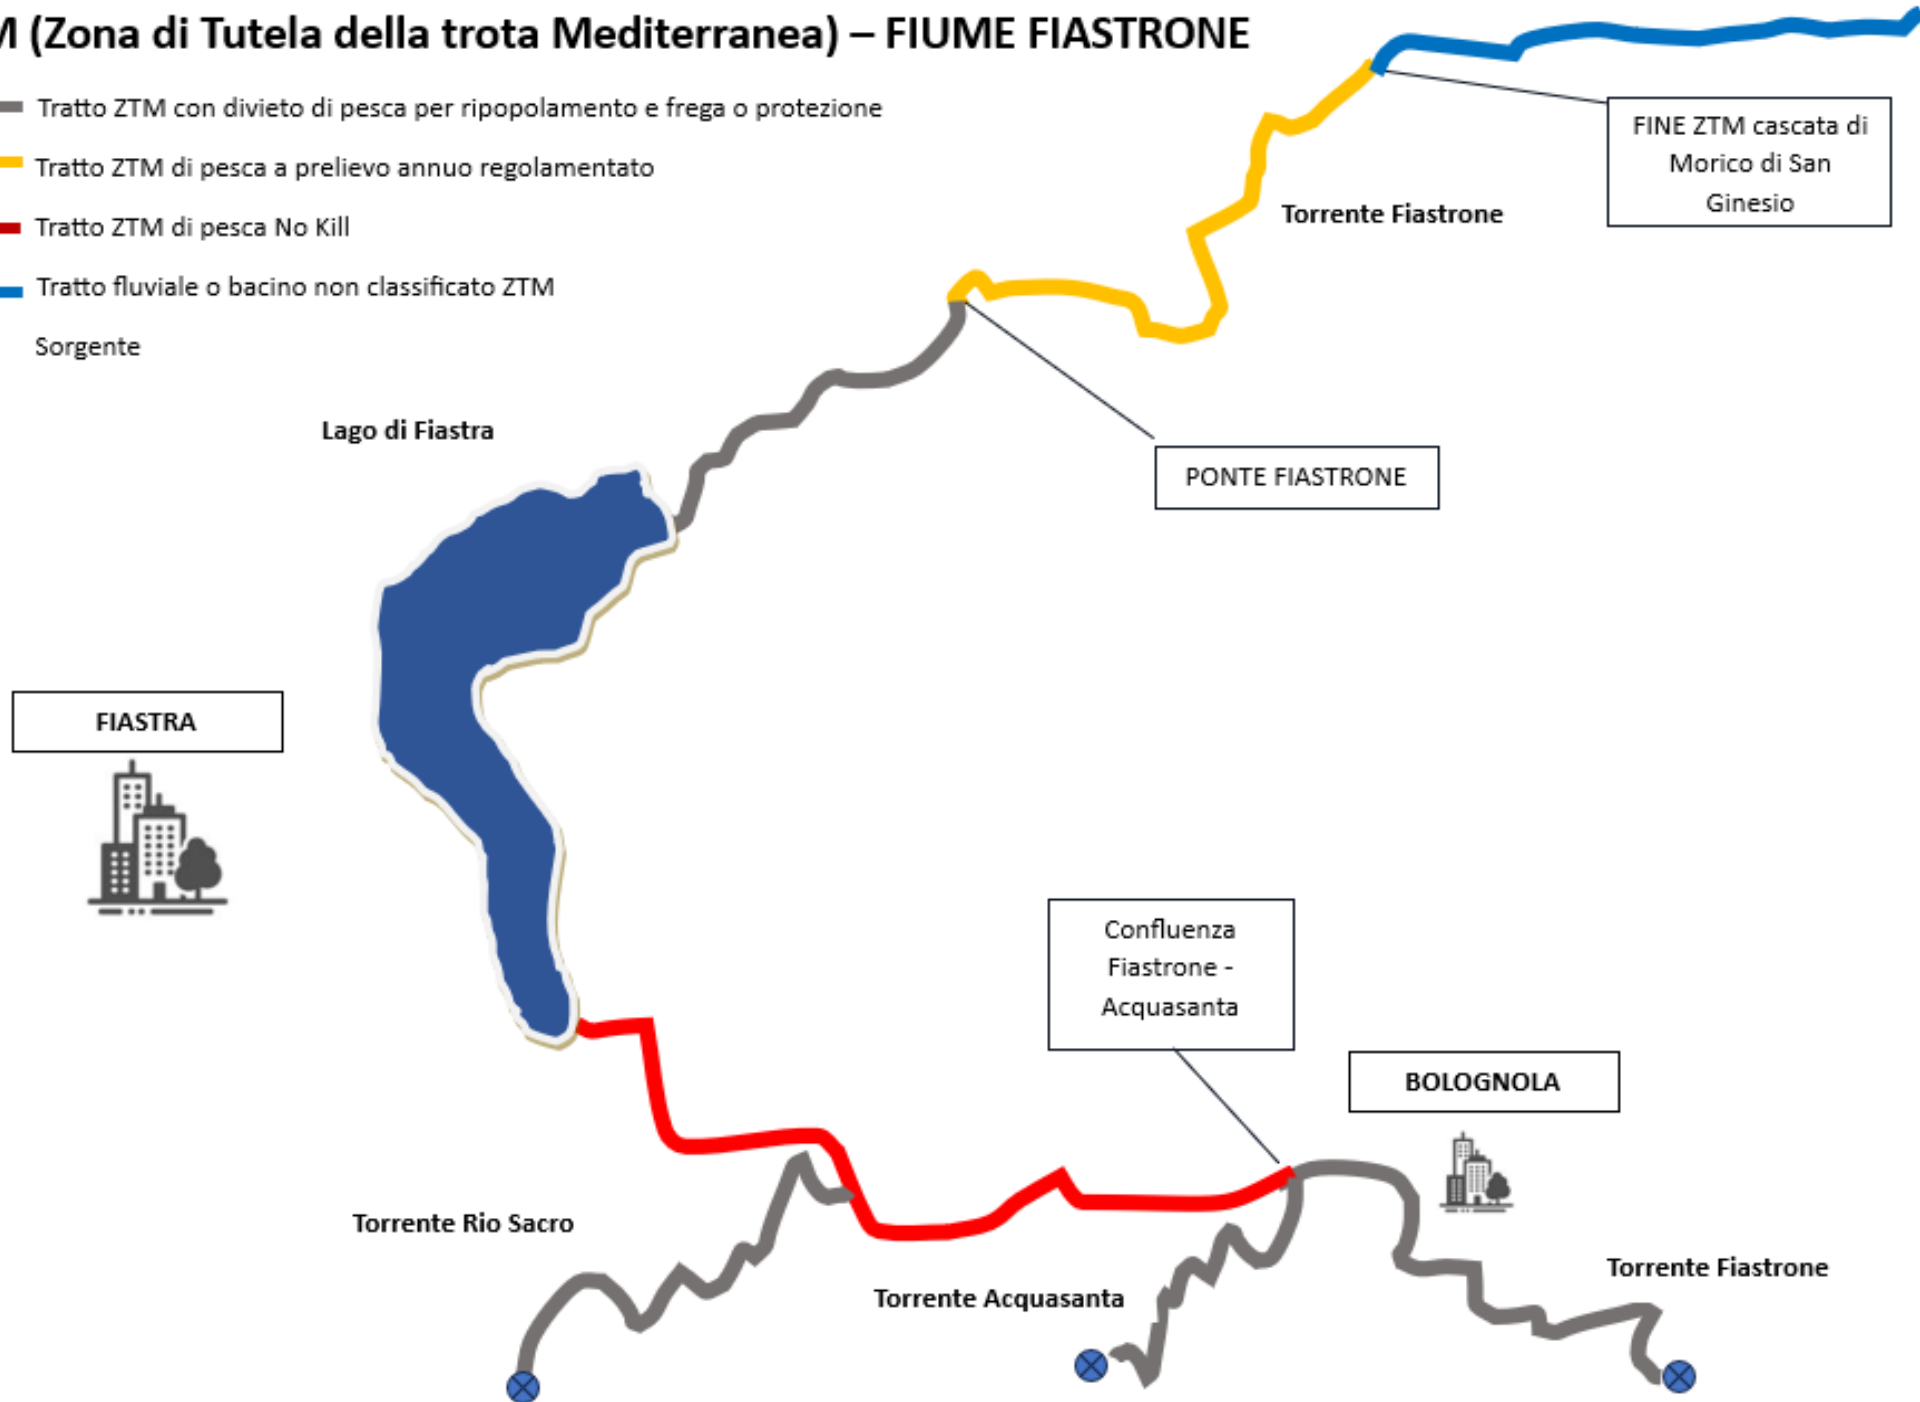 M (Zona di Tutela della trota Mediterranea) – FIUME FIASTRONE
Tratto ZTM con divieto di pesca per ripopolamento e frega o protezione
Tratto ZTM di pesca a prelievo annuo regolamentato
Tratto ZTM di pesca No Kill
Tratto fluviale o bacino non classificato ZTM
Sorgente
FINE ZTM cascata di
Morico di San
Ginesio
Torrente Fiastrone
Lago di Fiastra
PONTE FIASTRONE
FIASTRA
Confluenza
Fiastrone -
Acquasanta
BOLOGNOLA
Torrente Rio Sacro
Torrente Acquasanta
Torrente Fiastrone